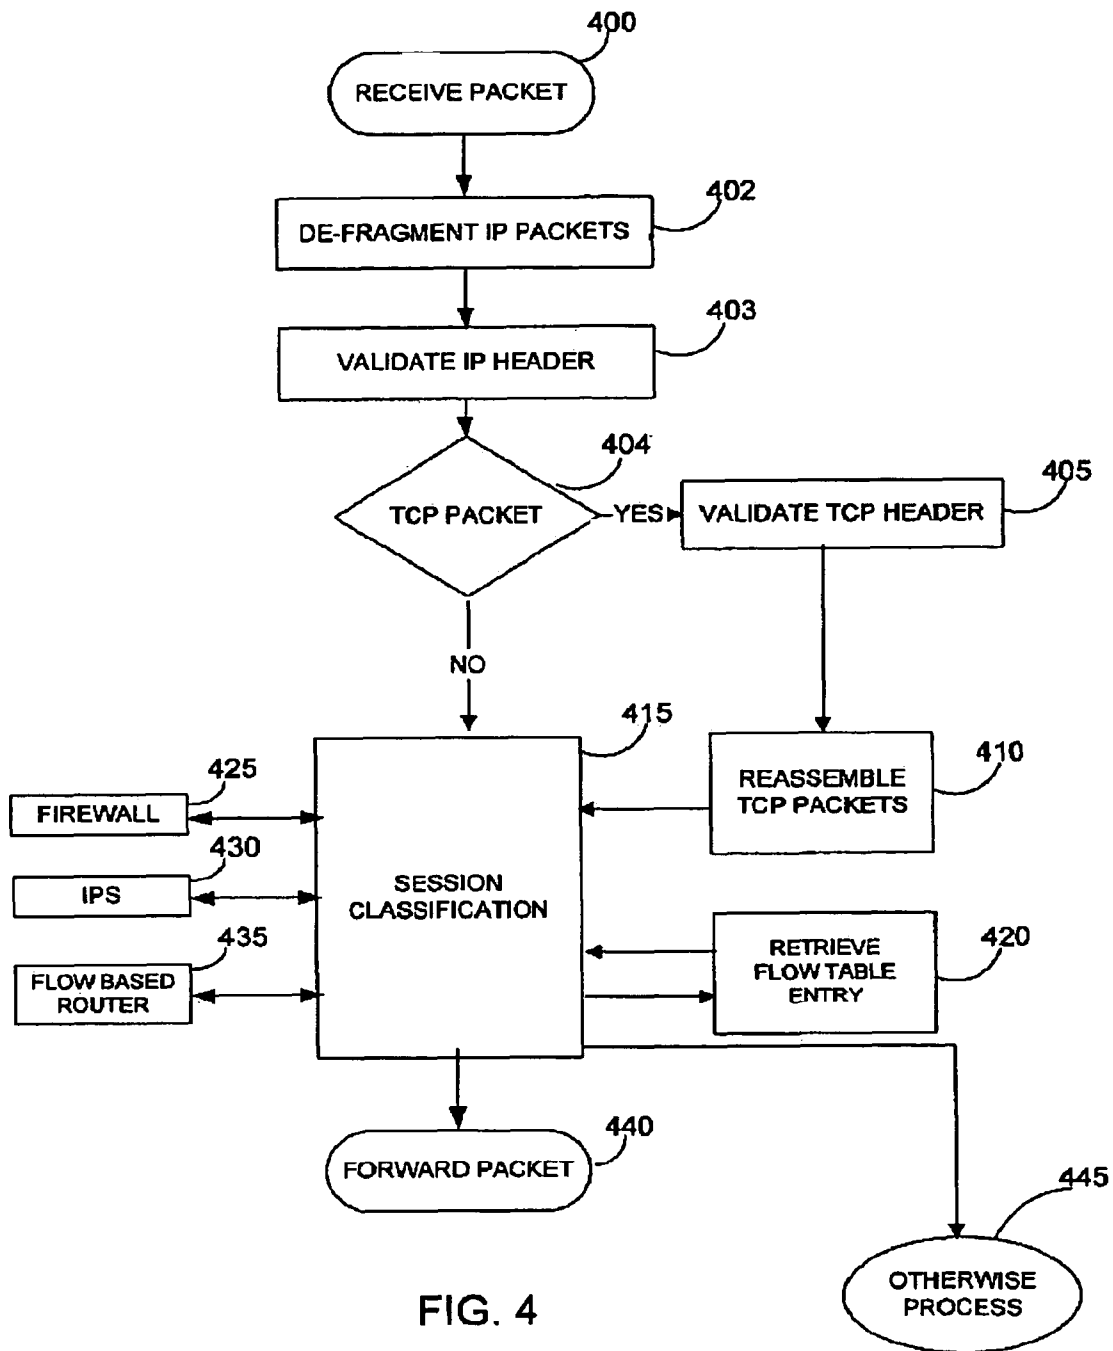 400
RECEIVE PACKET
402
DE-FRAGMENT IP PACKETS
403
VALIDATE IP HEADER
404
TCP PACKET
YES
405
VALIDATE TCP HEADER
NO
415
SESSION
CLASSIFICATION
410
REASSEMBLE
TCP PACKETS
425
FIREWALL
430
IPS
435
FLOW BASED
ROUTER
420
RETRIEVE
FLOW TABLE
ENTRY
440
FORWARD PACKET
445
OTHERWISE
PROCESS
FIG. 4